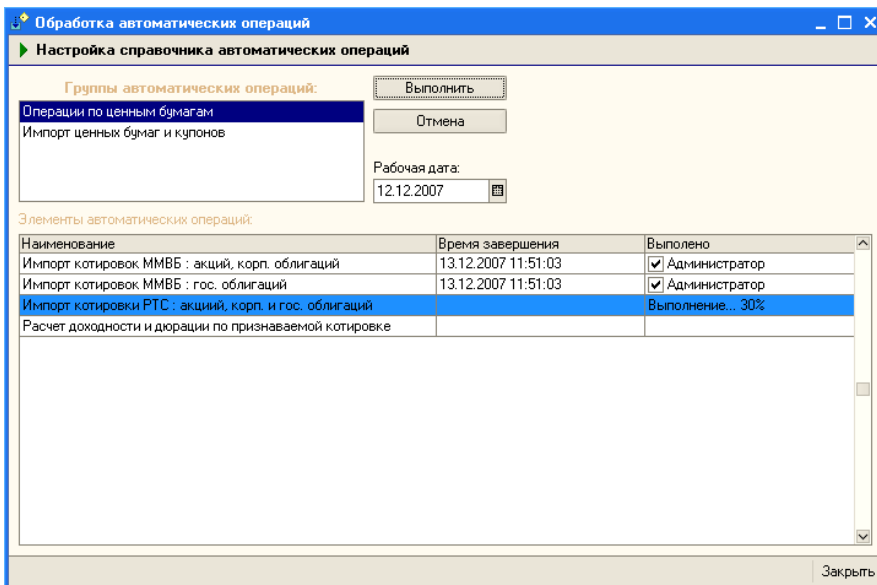 Обработка автоматических операций
Настройка справочника автоматических операций
Группы автоматических операций:
Выполнить
Операции по ценным бумагам
Импорт ценных бумаг и купонов
Отмена
Рабочая дата:
12.12.2007
Элементы автоматических операций:
Наименование Время завершения Выполено
Импорт котировок ММВБ : акций, корп. облигаций 13.12.2007 11:51:03 Администратор
Импорт котировок ММВБ : гос. облигаций 13.12.2007 11:51:03 Администратор
Импорт котировки РТС : акциий, корп. и гос. облигаций Выполнение... 30%
Расчет доходности и дюрации по признаваемой котировке
Закрыть